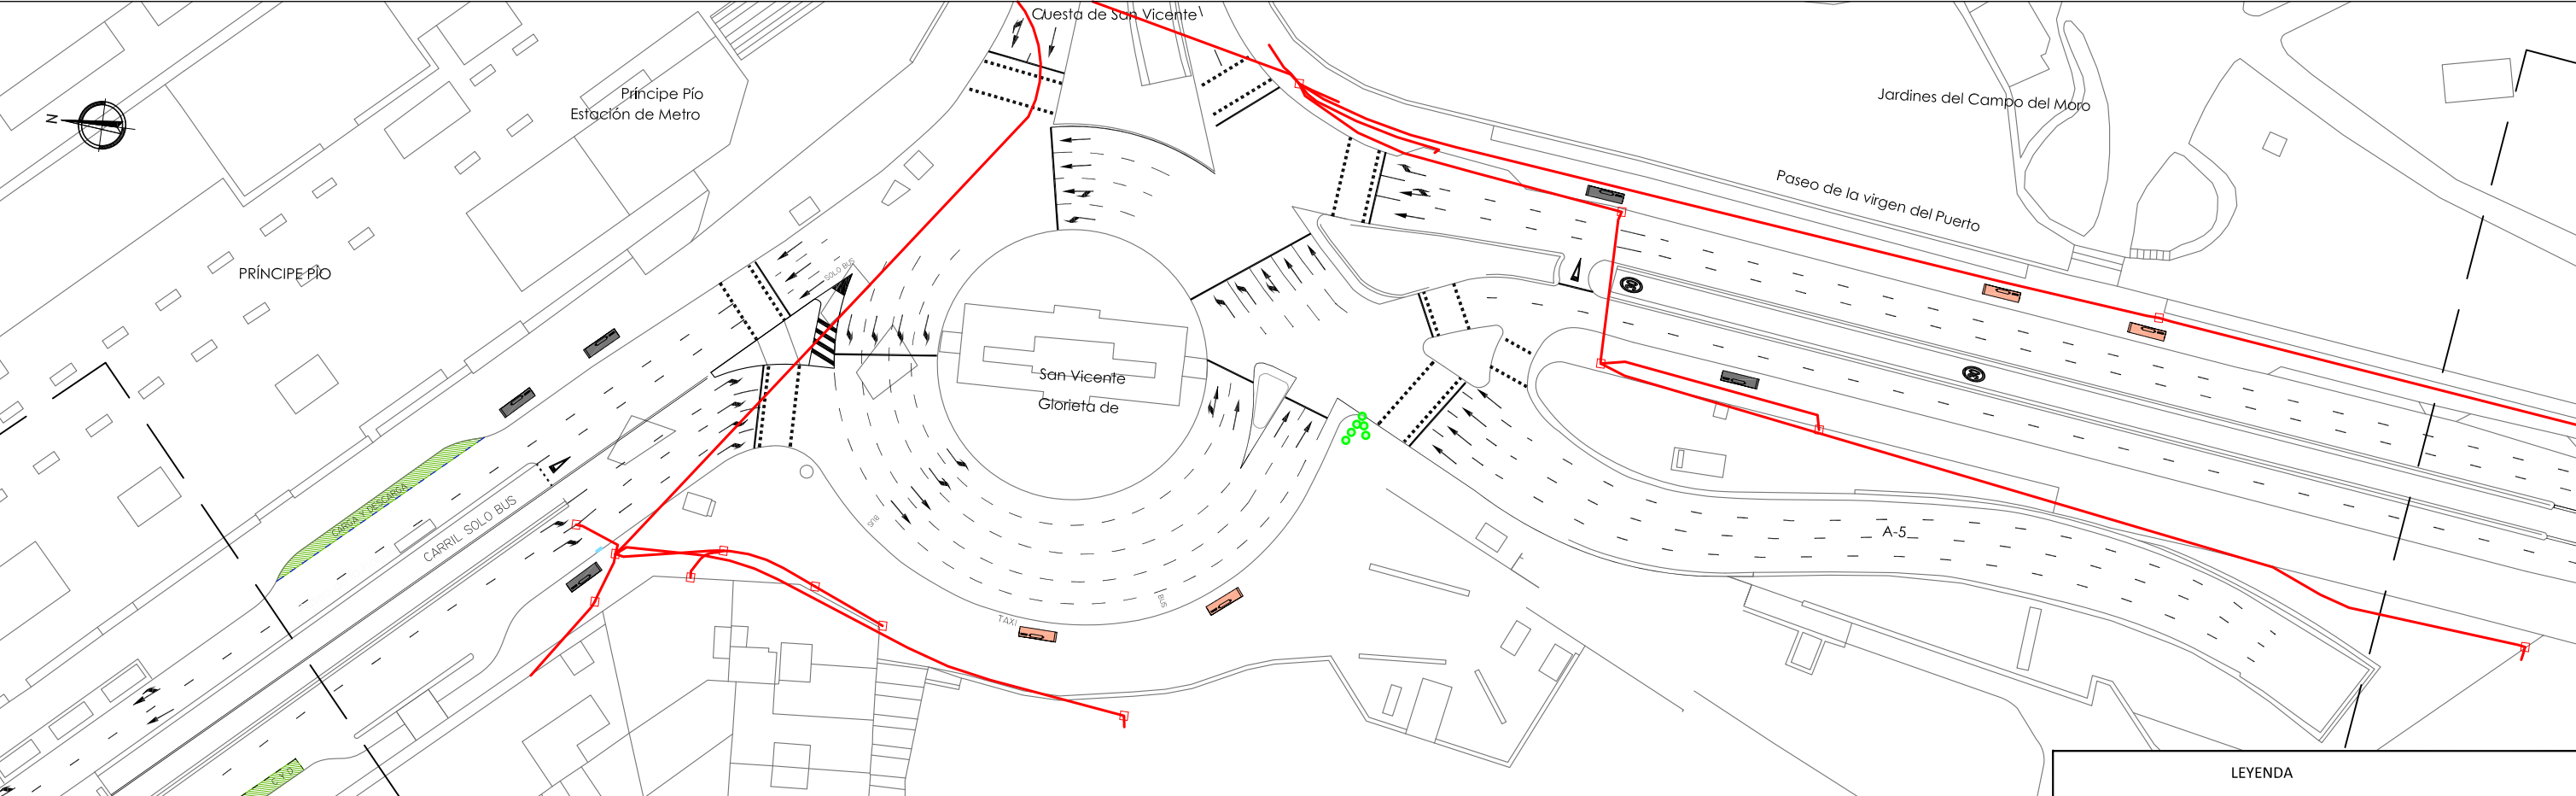 Cuesta de San Vicente
Príncipe Pío
Estación de Metro
Jardines del Campo del Moro
N
Paseo de la virgen del Puerto
PRÍNCIPE PÍO
SOLO BUS
San Vicente
Glorieta de
CARGA Y DESCARGA
CARRIL SOLO BUS
BUS
A-5
BUS
TAXI
C Y D
LEYENDA